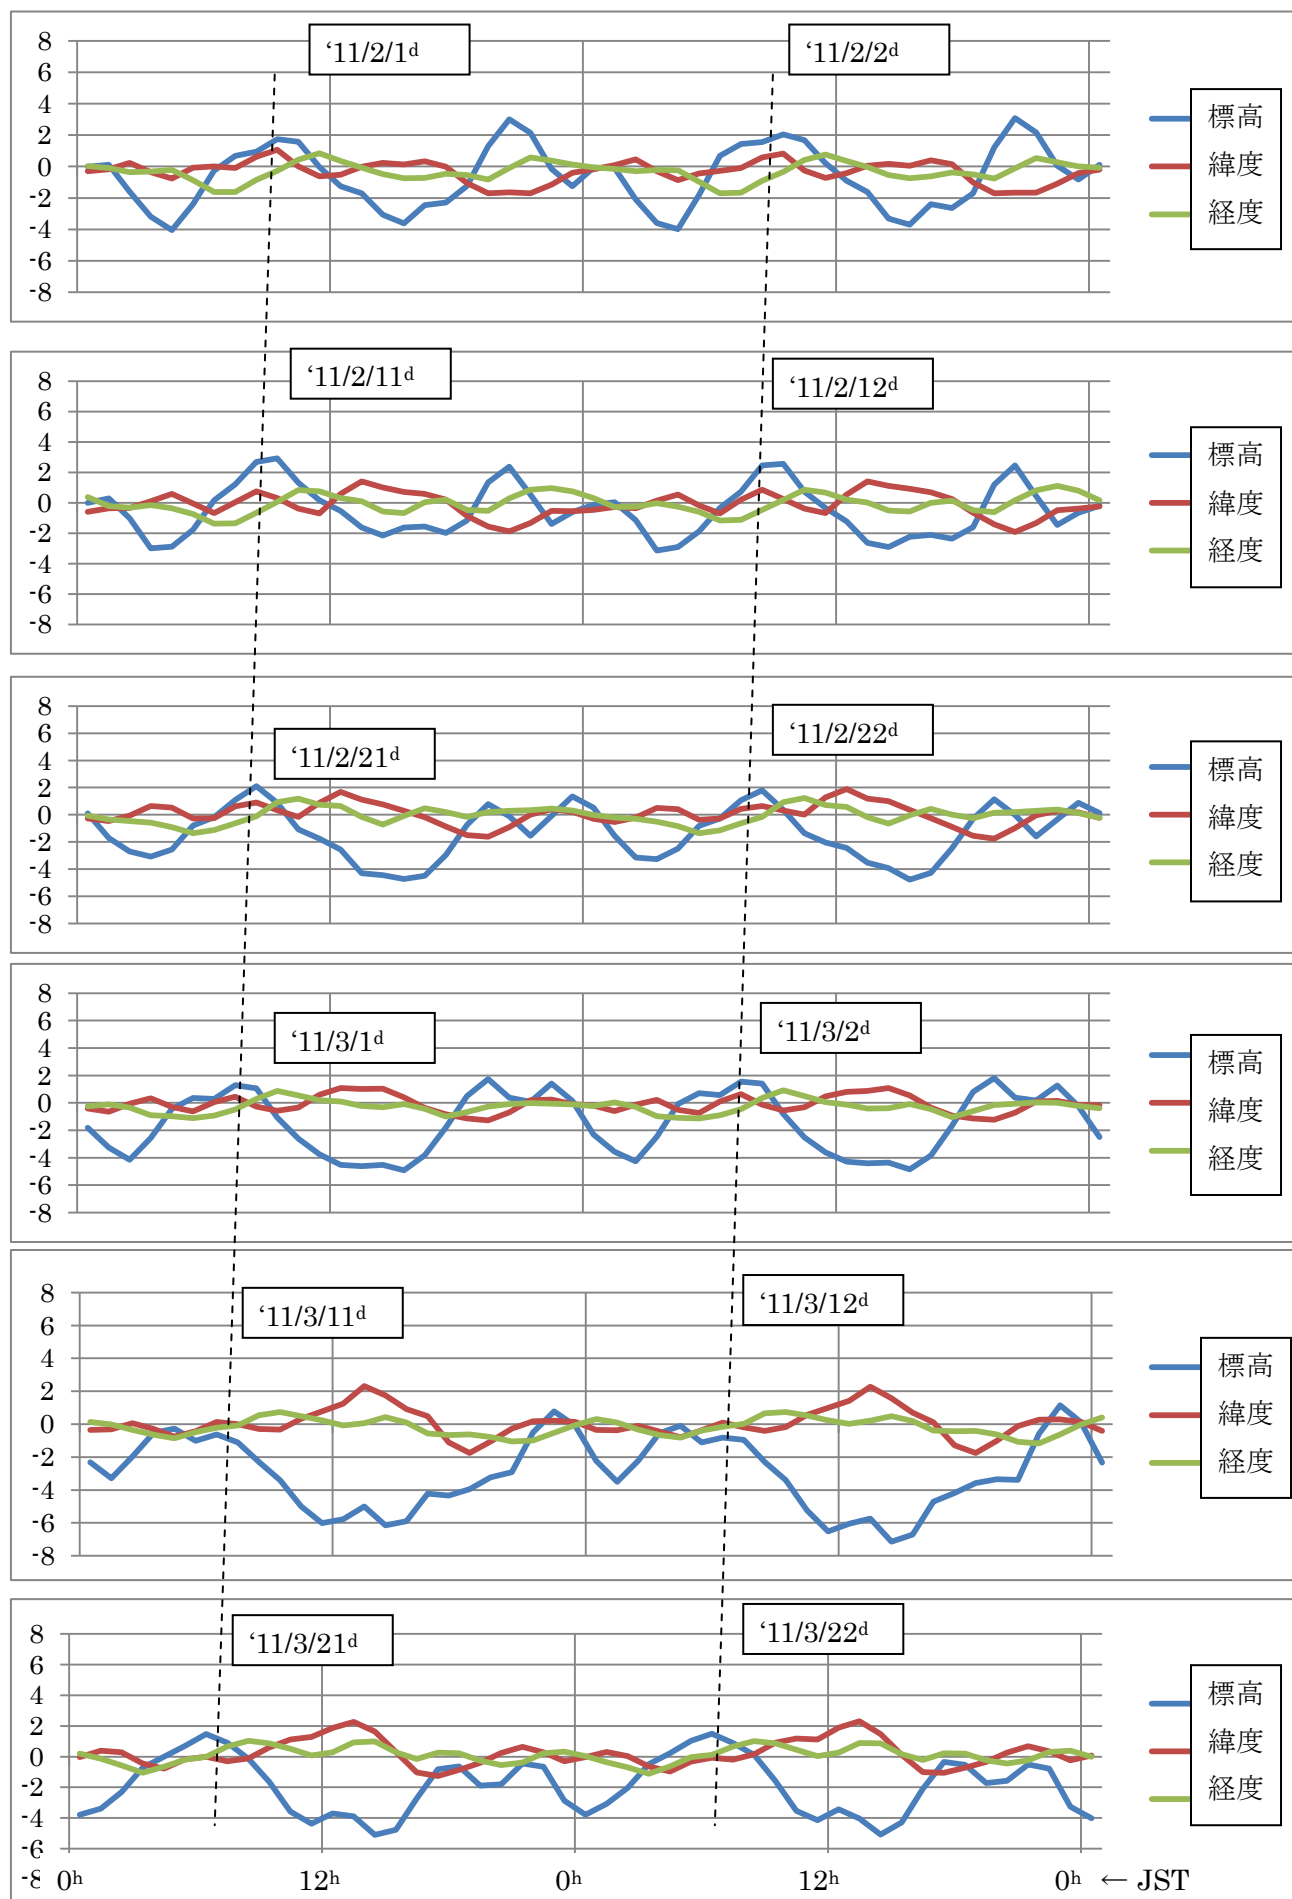 ‘11/2/1d
‘11/2/2d
8
6
4
2
0
-2
-4
-6
-8
標高
緯度
経度
‘11/2/11d
‘11/2/12d
8
6
4
2
0
-2
-4
-6
-8
標高
緯度
経度
‘11/2/21d
‘11/2/22d
8
6
4
2
0
-2
-4
-6
-8
標高
緯度
経度
‘11/3/1d
‘11/3/2d
8
6
4
2
0
-2
-4
-6
-8
標高
緯度
経度
‘11/3/11d
‘11/3/12d
8
6
4
2
0
-2
-4
-6
-8
標高
緯度
経度
‘11/3/21d
‘11/3/22d
8
6
4
2
0
-2
-4
-6
-8
標高
緯度
経度
0h 12h 0h 12h 0h ← JST